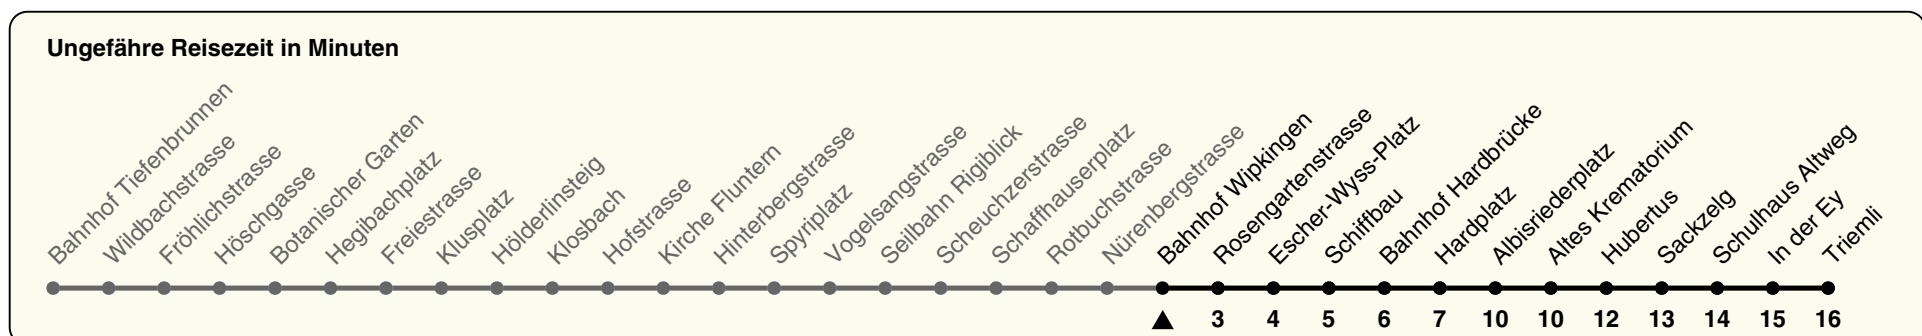 Ungefähre Reisezeit in Minuten
Bahnhof Tiefenbrunnen
Wildbachstrasse
Fröhlichstrasse
Höschgasse
Botanischer Garten
Hegibachplatz
Freiestrasse
Klusplatz
Hölderlinsteig
Klosbach
Hofstrasse
Kirche Fluntern
Hinterbergstrasse
Spyriplatz
Vogelsangstrasse
Seilbahn Rigiblick
Scheuchzerstrasse
Schaffhauserplatz
Rotbuchstrasse
Nürenbergstrasse
Bahnhof Wipkingen
Rosengartenstrasse
Escher-Wyss-Platz
Schiffbau
Bahnhof Hardbrücke
Hardplatz
Albisriederplatz
Altes Krematorium
Hubertus
Sackzelg
Schulhaus Altweg
In der Ey
Triemli
3 4 5 6 7 10 10 12 13 14 15 16